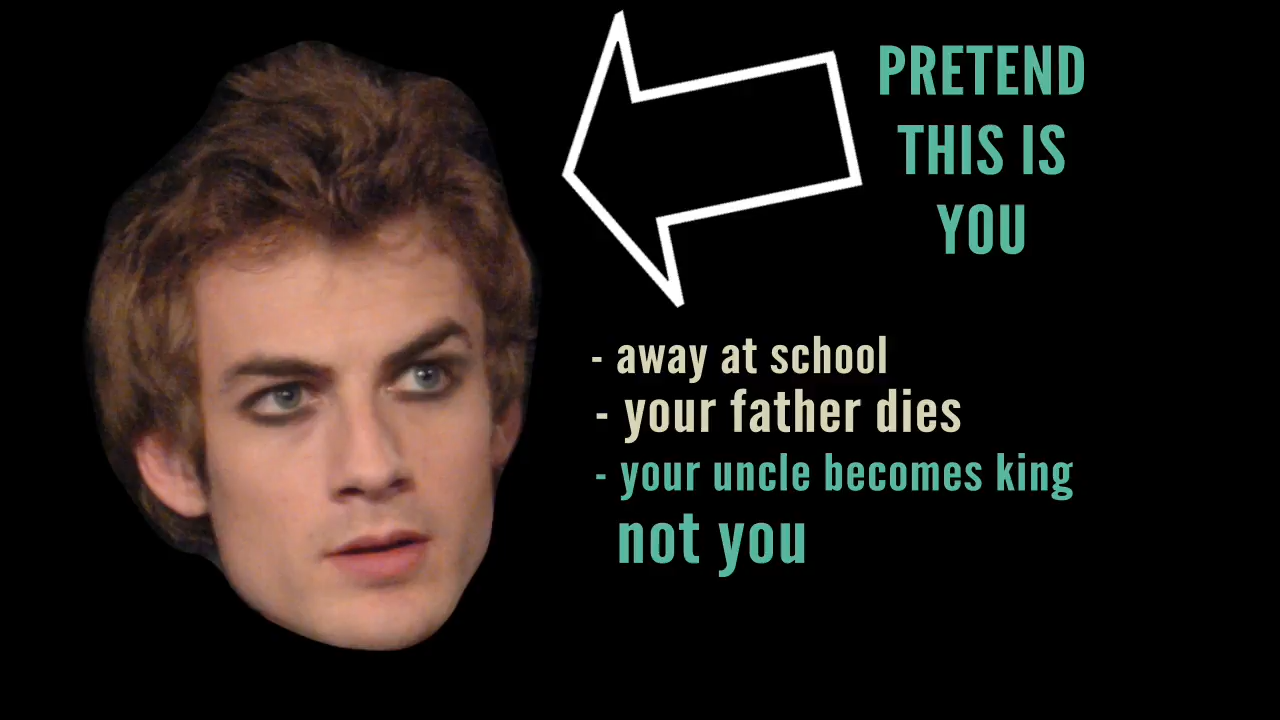 PRETEND
THIS IS
YOU
- away at school
- your father dies
- your uncle becomes king
not you